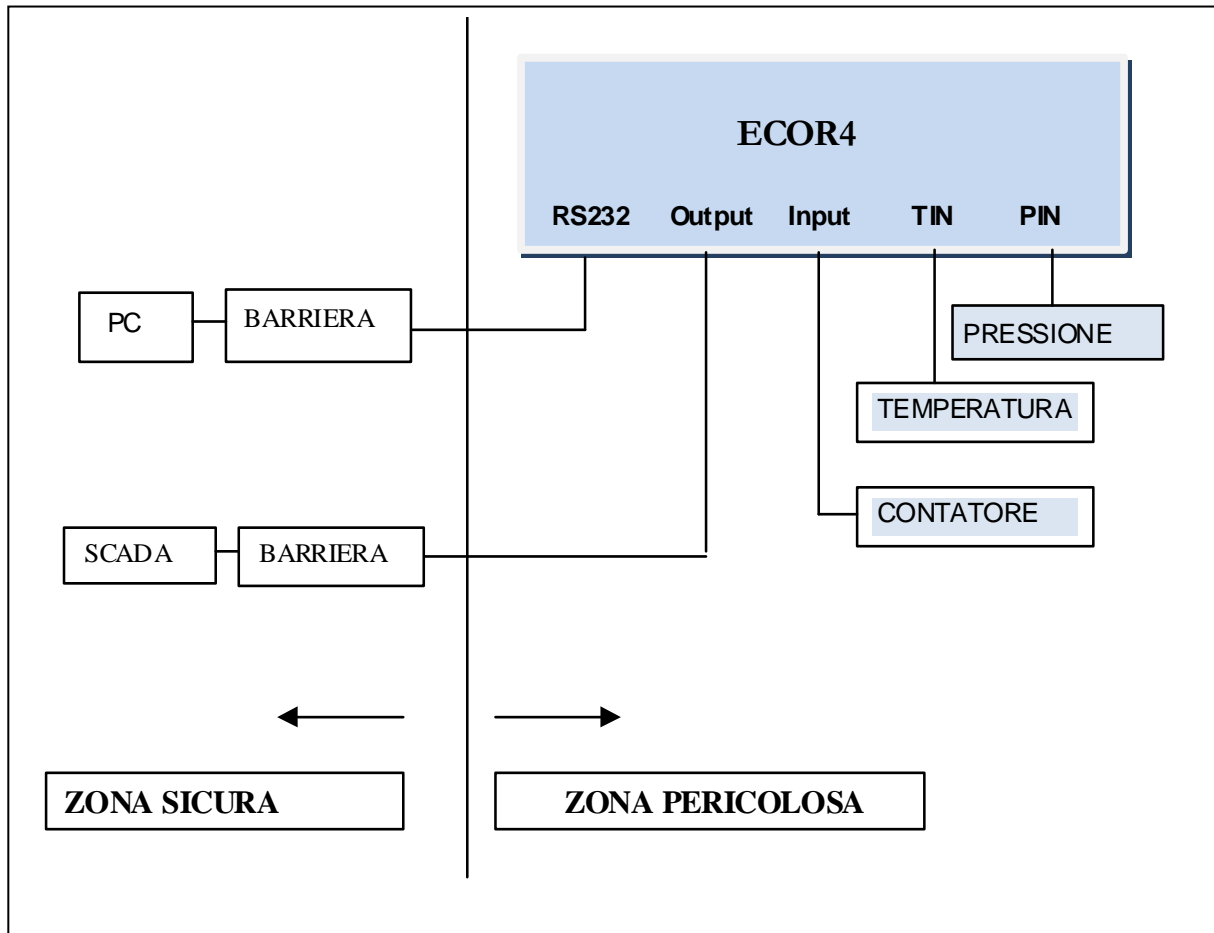 ECOR4
RS232 Output Input TIN PIN
PC
BARRIERA
PRESSIONE
TEMPERATURA
CONTATORE
SCADA
BARRIERA
ZONA SICURA
ZONA PERICOLOSA